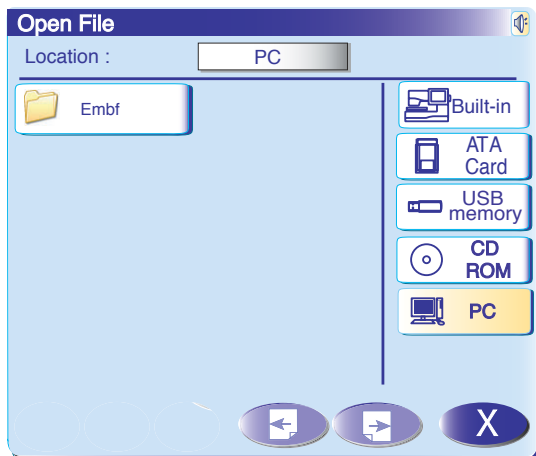 Open File
Location :
PC
Embf
Built-in
ATA
Card
USB
memory
CD
ROM
PC
X